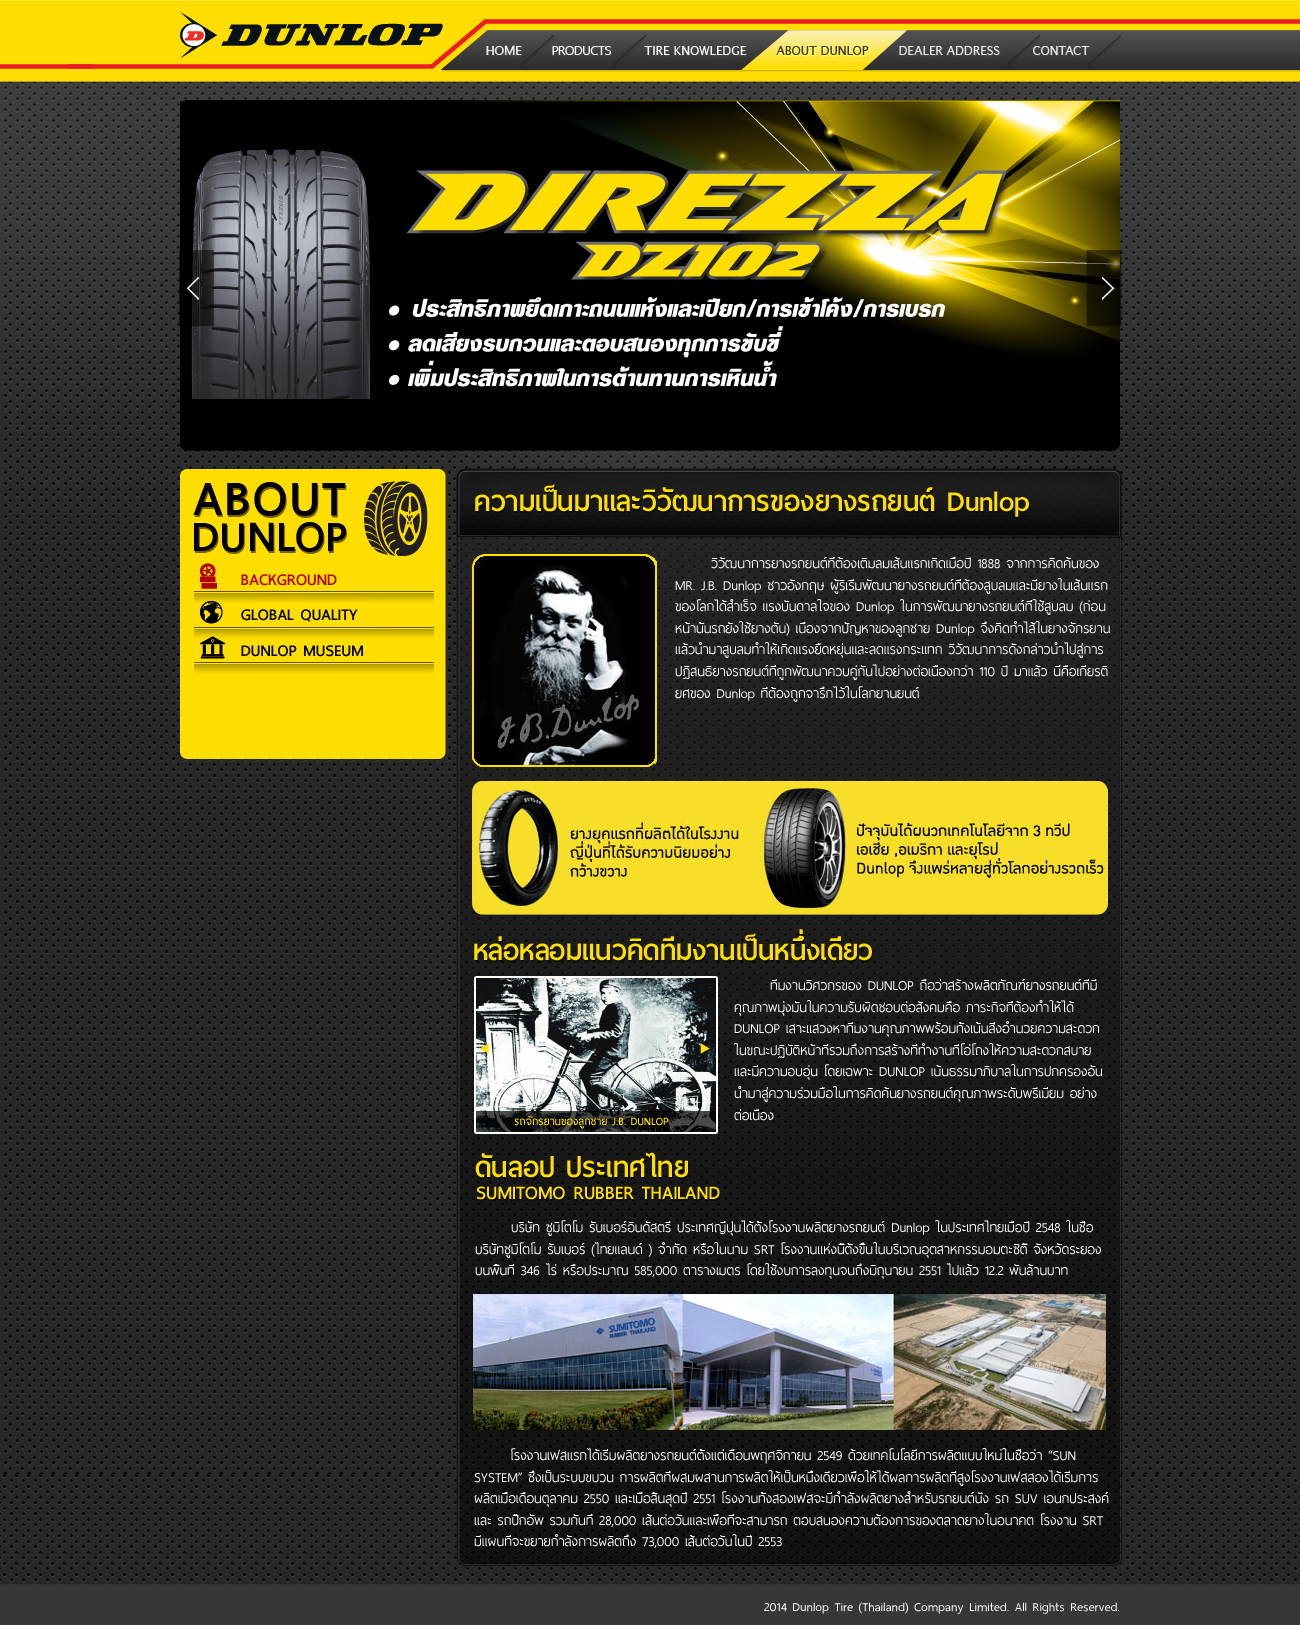 DUNLOP
HOME
PRODUCTS
TIRE KNOWLEDGE
ABOUT DUNLOP
DEALER ADDRESS
CONTACT
DIREZZA
DZ102
• ประสิทธิภาพยึดเกาะถนนแห้งและเปียก/การเข้าโค้ง/การเบรก
• ลดเสียงรบกวนและตอบสนองทุกการขับขี่
• เพิ่มประสิทธิภาพในการต้านทานการเหินน้ำ
ABOUT
DUNLOP
BACKGROUND
GLOBAL QUALITY
DUNLOP MUSEUM
ความเป็นมาและวิวัฒนาการของยางรถยนต์ Dunlop
วิวัฒนาการยางรถยนต์ที่ต้องเติมลมเส้นแรกเกิดเมื่อปี 1888 จากการคิดค้นของ
MR. J.B. Dunlop ชาวอังกฤษ ผู้ริเริ่มพัฒนายางรถยนต์ที่ต้องสูบลมและมียางในเส้นแรก
ของโลกได้สำเร็จ แรงบันดาลใจของ Dunlop ในการพัฒนายางรถยนต์ที่ใช้สูบลม (ก่อน
หน้านั้นรถยังใช้ยางตัน) เนื่องจากปัญหาของลูกชาย Dunlop จึงคิดทำไส้ในยางจักรยาน
แล้วนำมาสูบลมทำให้เกิดแรงยืดหยุ่นและลดแรงกระแทก วิวัฒนาการดังกล่าวนำไปสู่การ
ปฏิสนธิยางรถยนต์ที่ถูกพัฒนาควบคู่กันไปอย่างต่อเนื่องกว่า 110 ปี มาแล้ว นี่คือเกียรติ
ยศของ Dunlop ที่ต้องถูกจารึกไว้ในโลกยานยนต์
J.B.Dunlop
ยางยุคแรกที่ผลิตได้ในโรงงาน
ญี่ปุ่นที่ได้รับความนิยมอย่าง
กว้างขวาง
ปัจจุบันได้ผนวกเทคโนโลยีจาก 3 ทวีป
เอเชีย ,อเมริกา และยุโรป
Dunlop จึงแพร่หลายสู่ทั่วโลกอย่างรวดเร็ว
หล่อหลอมแนวคิดทีมงานเป็นหนึ่งเดียว
ทีมงานวิศวกรของ DUNLOP ถือว่าสร้างผลิตภัณฑ์ยางรถยนต์ที่มี
คุณภาพมุ่งมั่นในความรับผิดชอบต่อสังคมคือ ภาระกิจที่ต้องทำให้ได้
DUNLOP เสาะแสวงหาทีมงานคุณภาพพร้อมทั้งเน้นสิ่งอำนวยความสะดวก
ในขณะปฏิบัติหน้าที่รวมถึงการสร้างที่ทำงานที่โอ่โถงให้ความสะดวกสบาย
และมีความอบอุ่น โดยเฉพาะ DUNLOP เน้นธรรมาภิบาลในการปกครองอัน
นำมาสู่ความร่วมมือในการคิดค้นยางรถยนต์คุณภาพระดับพรีเมี่ยม อย่าง
ต่อเนื่อง
รถจักรยานของลูกชาย J.B. DUNLOP
ดันลอป ประเทศไทย
SUMITOMO RUBBER THAILAND
บริษัท ซูมิโตโม รับเบอร์อินดัสตรี ประเทศญี่ปุ่นได้ตั้งโรงงานผลิตยางรถยนต์ Dunlop ในประเทศไทยเมื่อปี 2548 ในชื่อ
บริษัทซูมิโตโม รับเบอร์ (ไทยแลนด์ ) จำกัด หรือในนาม SRT โรงงานแห่งนี้ตั้งขึ้นในบริเวณอุตสาหกรรมอมตะซิตี้ จังหวัดระยอง
บนพื้นที่ 346 ไร่ หรือประมาณ 585,000 ตารางเมตร โดยใช้งบการลงทุนจนถึงมิถุนายน 2551 ไปแล้ว 12.2 พันล้านบาท
SUMITOMO
RUBBER THAILAND
โรงงานเฟสแรกได้เริ่มผลิตยางรถยนต์ตั้งแต่เดือนพฤศจิกายน 2549 ด้วยเทคโนโลยีการผลิตแบบใหม่ในชื่อว่า “SUN
SYSTEM” ซึ่งเป็นระบบขบวน การผลิตที่ผสมผสานการผลิตให้เป็นหนึ่งเดียวเพื่อให้ได้ผลการผลิตที่สูงโรงงานเฟสสองได้เริ่มการ
ผลิตเมื่อเดือนตุลาคม 2550 และเมื่อสิ้นสุดปี 2551 โรงงานทั้งสองเฟสจะมีกำลังผลิตยางสำหรับรถยนต์นั่ง รถ SUV เอนกประสงค์
และ รถปิ๊กอัพ รวมกันที่ 28,000 เส้นต่อวันและเพื่อที่จะสามารถ ตอบสนองความต้องการของตลาดยางในอนาคต โรงงาน SRT
มีแผนที่จะขยายกำลังการผลิตถึง 73,000 เส้นต่อวันในปี 2553
2014 Dunlop Tire (Thailand) Company Limited. All Rights Reserved.